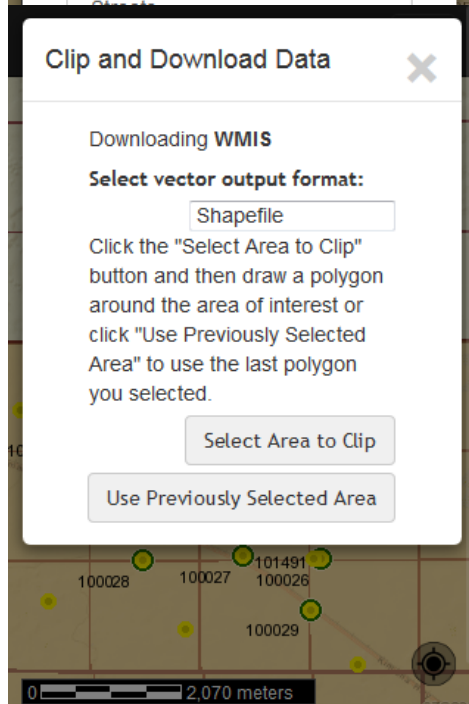 Streets
Clip and Download Data
Downloading WMIS
Select vector output format:
Shapefile
Click the "Select Area to Clip"
button and then draw a polygon
around the area of interest or
click "Use Previously Selected
Area" to use the last polygon
you selected.
Select Area to Clip
Use Previously Selected Area
101491
100028
100027
100026
100029
0
2,070 meters